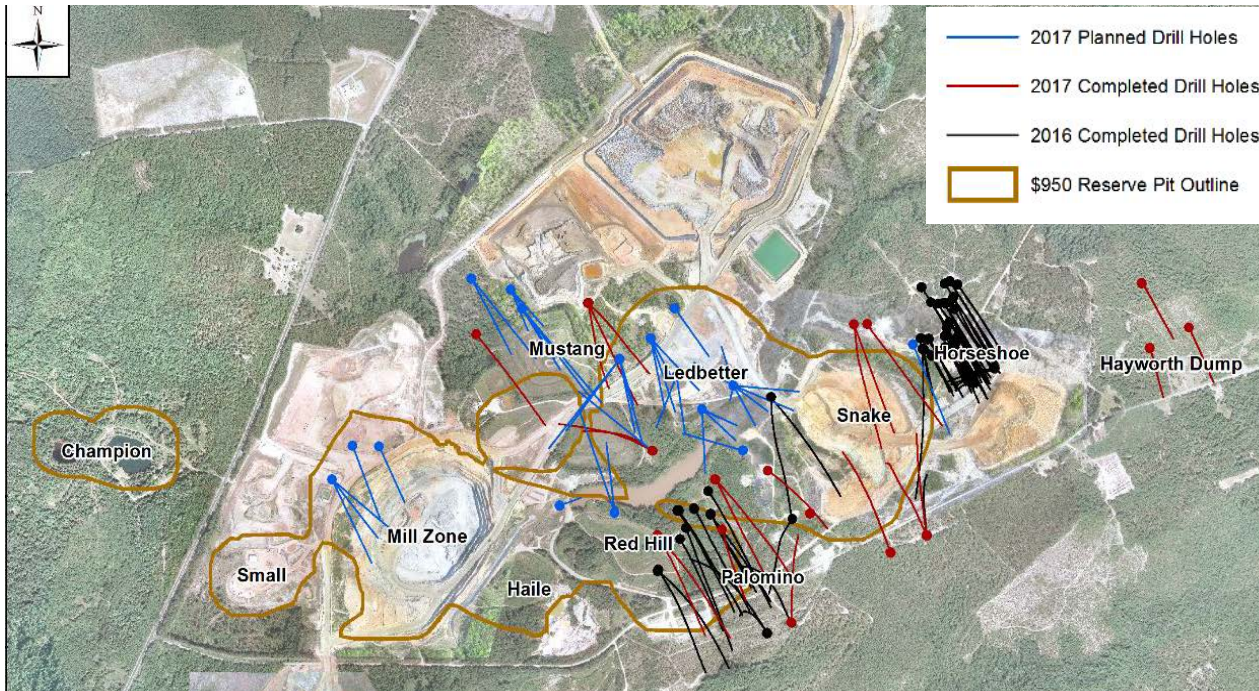 N
2017 Planned Drill Holes
2017 Completed Drill Holes
2016 Completed Drill Holes
$950 Reserve Pit Outline
Mustang
Ledbetter
Horseshoe
Hayworth Dump
Snake
Champion
Mill Zone
Red Hill
Small
Haile
Palomino